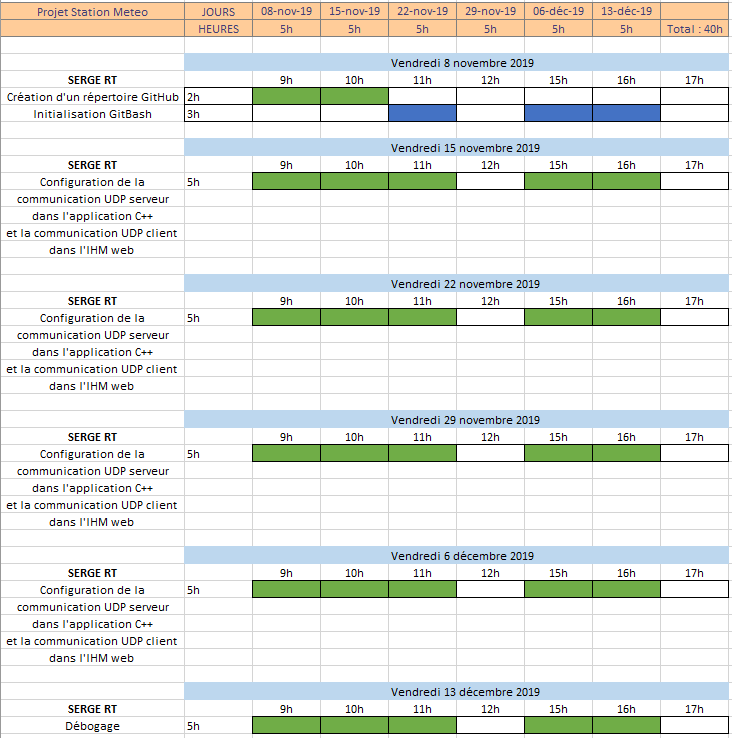 Projet Station Meteo JOURS 08-nov-19 15-nov-19 22-nov-19 29-nov-19 06-déc-19 13-déc-19
HEURES 5h 5h 5h 5h 5h 5h Total : 40h
Vendredi 8 novembre 2019
SERGE RT 9h 10h 11h 12h 15h 16h 17h
Création d'un répertoire GitHub 2h
Initialisation GitBash 3h
Vendredi 15 novembre 2019
SERGE RT 9h 10h 11h 12h 15h 16h 17h
Configuration de la 5h
communication UDP serveur
dans l'application C++
et la communication UDP client
dans l'IHM web
Vendredi 22 novembre 2019
SERGE RT 9h 10h 11h 12h 15h 16h 17h
Configuration de la 5h
communication UDP serveur
dans l'application C++
et la communication UDP client
dans l'IHM web
Vendredi 29 novembre 2019
SERGE RT 9h 10h 11h 12h 15h 16h 17h
Configuration de la 5h
communication UDP serveur
dans l'application C++
et la communication UDP client
dans l'IHM web
Vendredi 6 décembre 2019
SERGE RT 9h 10h 11h 12h 15h 16h 17h
Configuration de la 5h
communication UDP serveur
dans l'application C++
et la communication UDP client
dans l'IHM web
Vendredi 13 décembre 2019
SERGE RT 9h 10h 11h 12h 15h 16h 17h
Débogage 5h